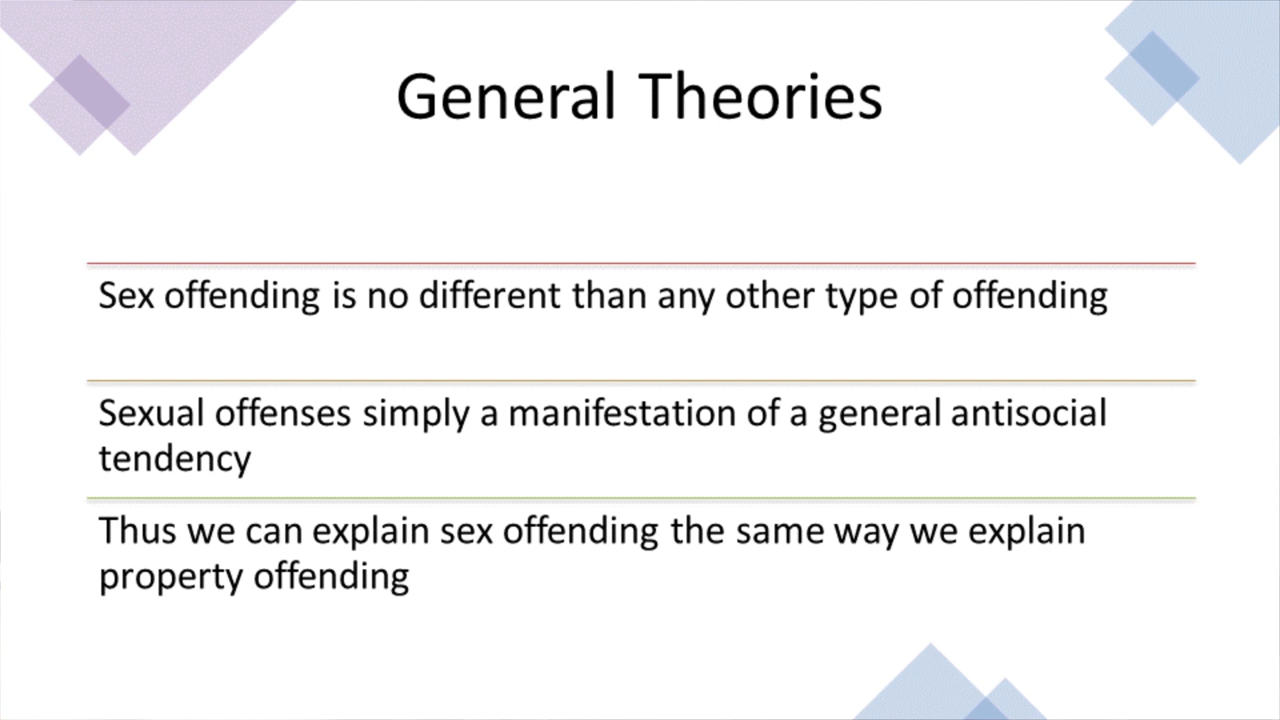 General Theories
Sex offending is no different than any other type of offending
Sexual offenses simply a manifestation of a general antisocial
tendency
Thus we can explain sex offending the same way we explain
property offending